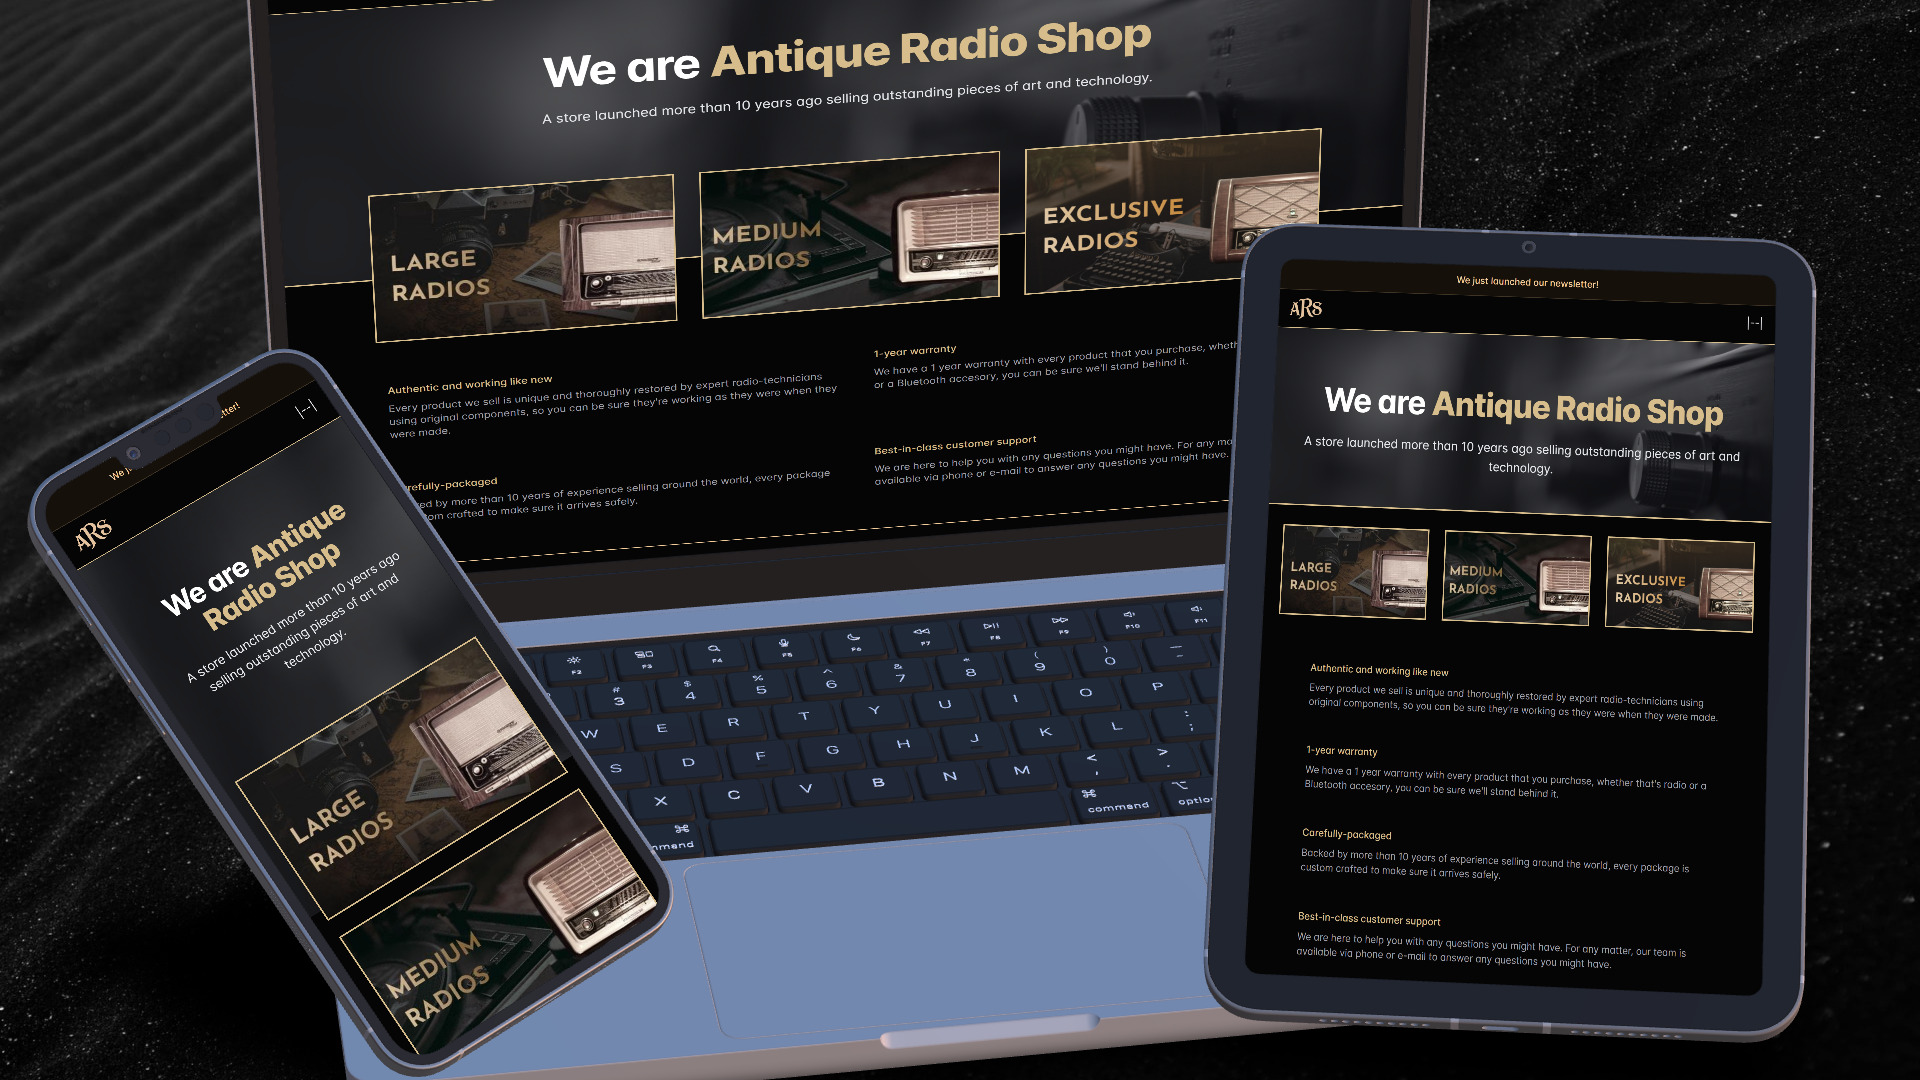 We are Antique Radio Shop
A store launched more than 10 years ago selling outstanding pieces of art and technology.
LARGE
RADIOS
MEDIUM
RADIOS
EXCLUSIVE
RADIOS
Authentic and working like new
Every product we sell is unique and thoroughly restored by expert radio-technicians
using original components, so you can be sure they're working as they were when they
were made.
1-year warranty
We have a 1 year warranty with every product that you purchase,
or a Bluetooth accesory, you can be sure we'll stand behind it.
by more than 10 years of experience selling around the world, every package
crafted to make sure it arrives safely.
Best-in-class customer support
We are here to help you with any questions you might have. For any
available via phone or e-mail to answer any questions you might have.
We
ARS
|--|
We are Antique
Radio Shop
A store launched more than 10 years ago
selling outstanding pieces of art and
technology.
LARGE
RADIOS
MEDIUM
RADIOS
F2
F3
F4
F5
F6
F7
F8
F9
F10
F11
# 3
$ 4
% 5
^ 6
& 7
* 8
( 9
) 0
W E R T Y U I O P
S D F G H J K L : ;
X C V B N M < , > .
⌘
command
⌥
We just launched our newsletter!
ARS
|--|
We are Antique Radio Shop
A store launched more than 10 years ago selling outstanding pieces of art and
technology.
LARGE
RADIOS
MEDIUM
RADIOS
EXCLUSIVE
RADIOS
Authentic and working like new
Every product we sell is unique and thoroughly restored by expert radio-technicians using
original components, so you can be sure they're working as they were when they were made.
1-year warranty
We have a 1 year warranty with every product that you purchase, whether that's radio or a
Bluetooth accesory, you can be sure we'll stand behind it.
Carefully-packaged
Backed by more than 10 years of experience selling around the world, every package is
custom crafted to make sure it arrives safely.
Best-in-class customer support
We are here to help you with any questions you might have. For any matter, our team is
available via phone or e-mail to answer any questions you might have.